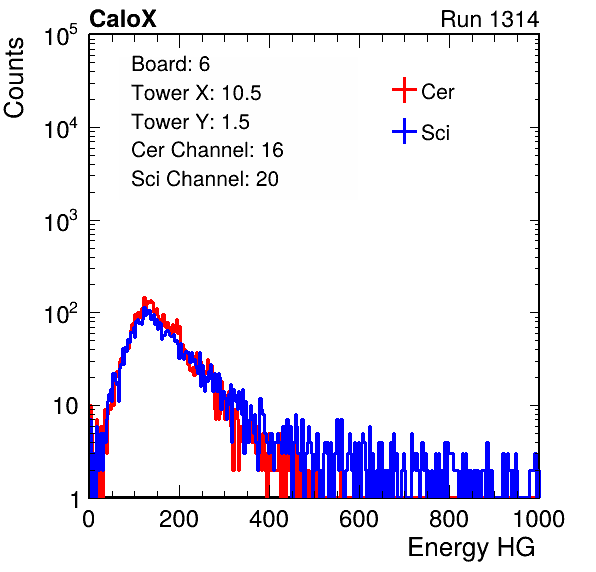 CaloX Run 1314
Counts
10^5
Board: 6
Tower X: 10.5
Tower Y: 1.5
Cer Channel: 16
Sci Channel: 20
Cer
Sci
10^4
10^3
10^2
10
1
0 200 400 600 800 1000
Energy HG